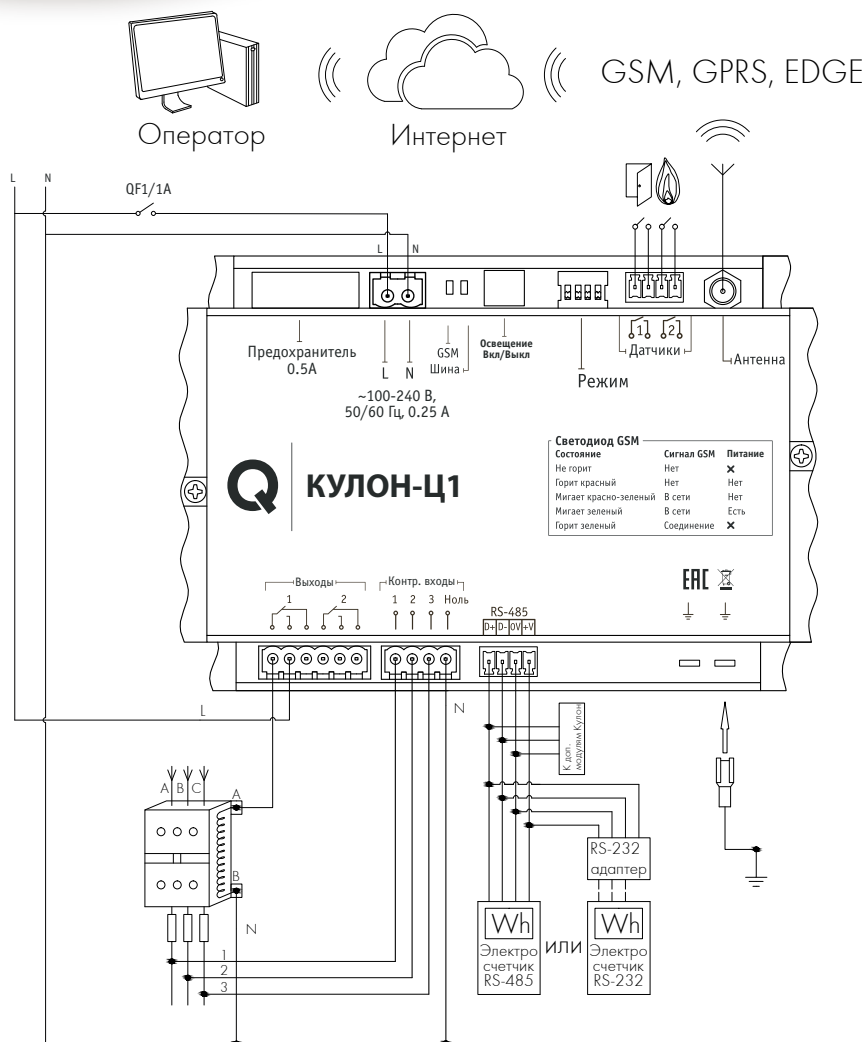 GSM, GPRS, EDGE
Оператор
Интернет
L N
QF1/1A
L N
Предохранитель
0.5А
L N
~100-240 В,
50/60 Гц, 0.25 А
GSM
Шина
Освещение
Вкл/Выкл
Режим
1 2
Датчики
Антенна
Q КУЛОН-Ц1
Светодиод GSM
Состояние Сигнал GSM Питание
Не горит Нет ✖
Горит красный Нет Нет
Мигает красно-зеленый В сети Нет
Мигает зеленый В сети Есть
Горит зеленый Соединение ✖
EAC
Выходы
1 2
Контр. входы
1 2 3 Ноль
RS-485
D+ D- 0V +V
L
N
A B C
A
B
N
1
2
3
К доп.
модулям Кулон
RS-232
адаптер
Wh
Электро
счетчик
RS-485
или
Wh
Электро
счетчик
RS-232